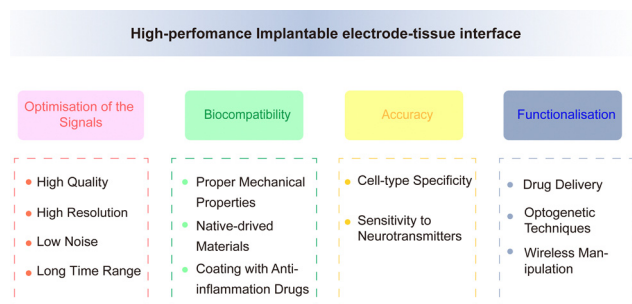 High-perfomance Implantable electrode-tissue interface
Optimisation of the
Signals
High Quality
High Resolution
Low Noise
Long Time Range
Biocompatibility
Proper Mechanical
Properties
Native-drived
Materials
Coating with Anti-
inflammation Drugs
Accuracy
Cell-type Specificity
Sensitivity to
Neurotransmitters
Functionalisation
Drug Delivery
Optogenetic
Techniques
Wireless Man-
ipulation